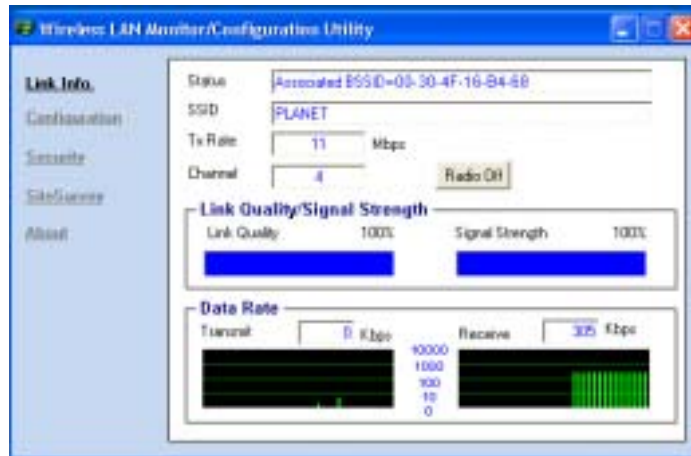 Wireless LAN Monitor/Configuration Utility
Link Info.
Configuration
Security
SiteSurvey
About
Status Associated BSSID=00-30-4F-16-B4-68
SSID PLANET
Tx Rate 11 Mbps
Channel 4 Radio Off
Link Quality/Signal Strength
Link Quality 100% Signal Strength 100%
Data Rate
Transmit 0 Kbps Receive 305 Kbps
10000
1000
100
10
0